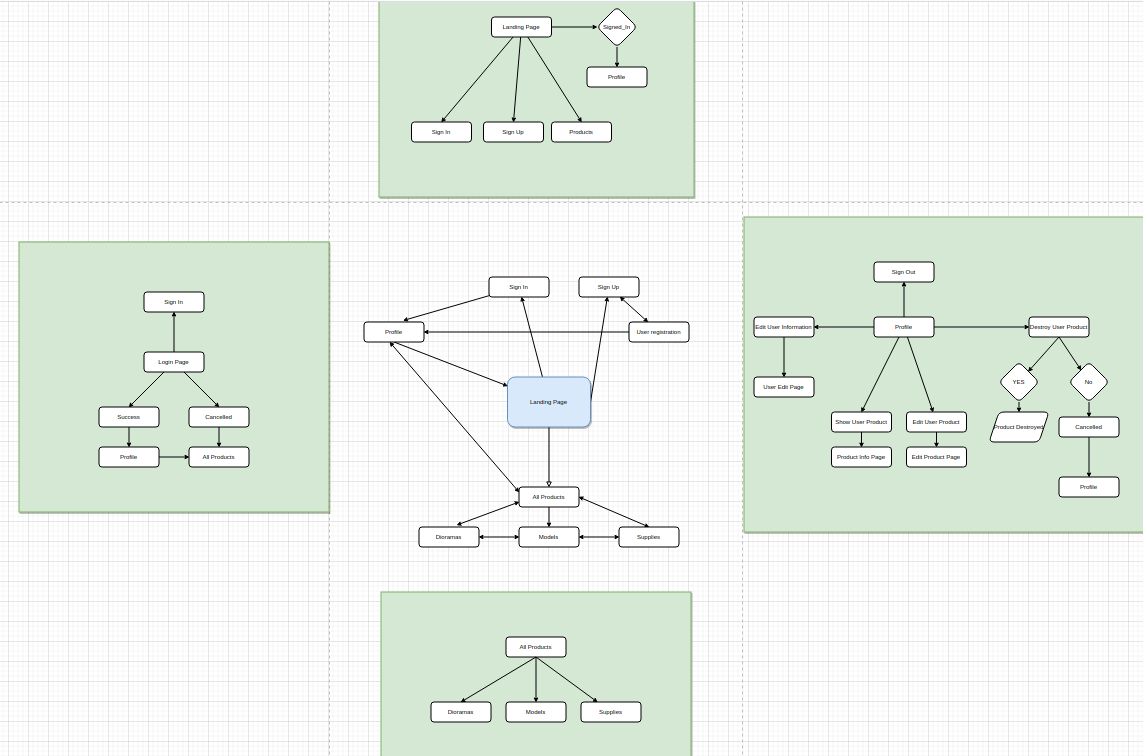 Landing Page
Signed_In
Profile
Sign In
Sign Up
Products
Sign In
Login Page
Success
Cancelled
Profile
All Products
Sign In
Sign Up
Profile
User registration
Landing Page
All Products
Dioramas
Models
Supplies
Sign Out
Edit User Information
Profile
Destroy User Product
User Edit Page
YES
No
Show User Product
Edit User Product
Product Destroyed
Cancelled
Product Info Page
Edit Product Page
Profile
All Products
Dioramas
Models
Supplies